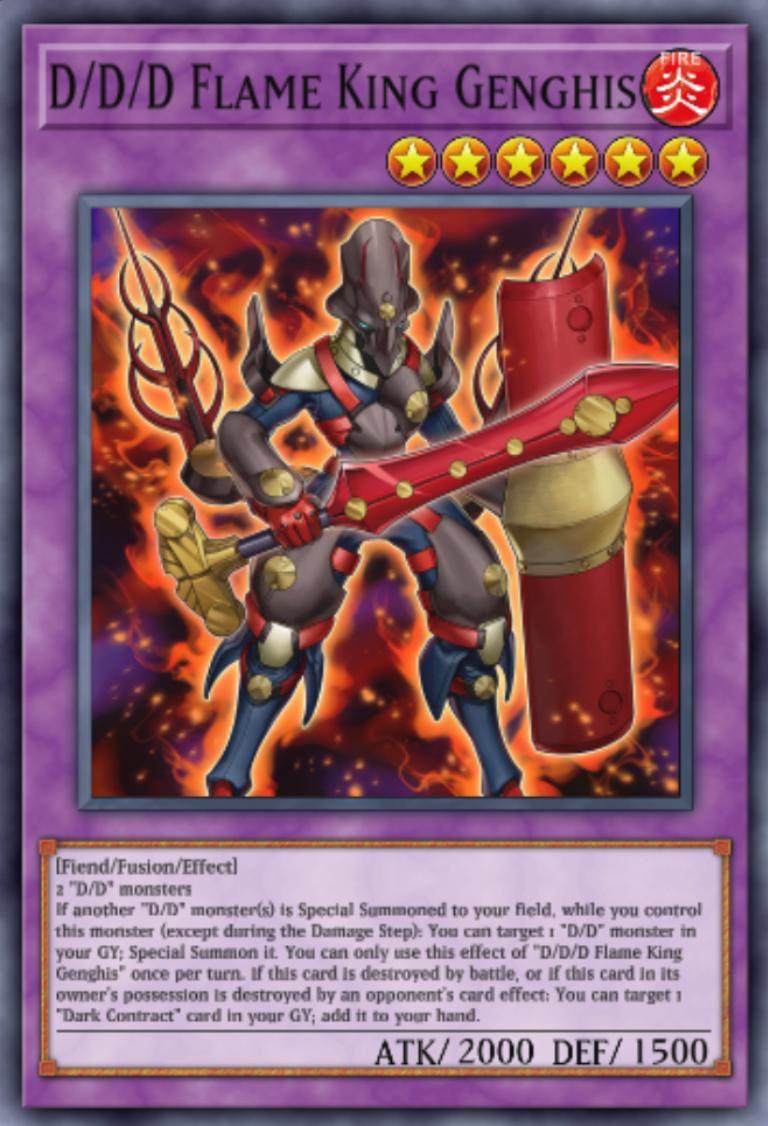 D/D/D Flame King Genghis
FIRE
炎
[Fiend/Fusion/Effect]
2 "D/D" monsters
If another "D/D" monster(s) is Special Summoned to your field, while you control
this monster (except during the Damage Step): You can target 1 "D/D" monster in
your GY; Special Summon it. You can only use this effect of "D/D/D Flame King
Genghis" once per turn. If this card is destroyed by battle, or if this card in its
owner's possession is destroyed by an opponent's card effect: You can target 1
"Dark Contract" card in your GY; add it to your hand.
ATK/ 2000 DEF/ 1500